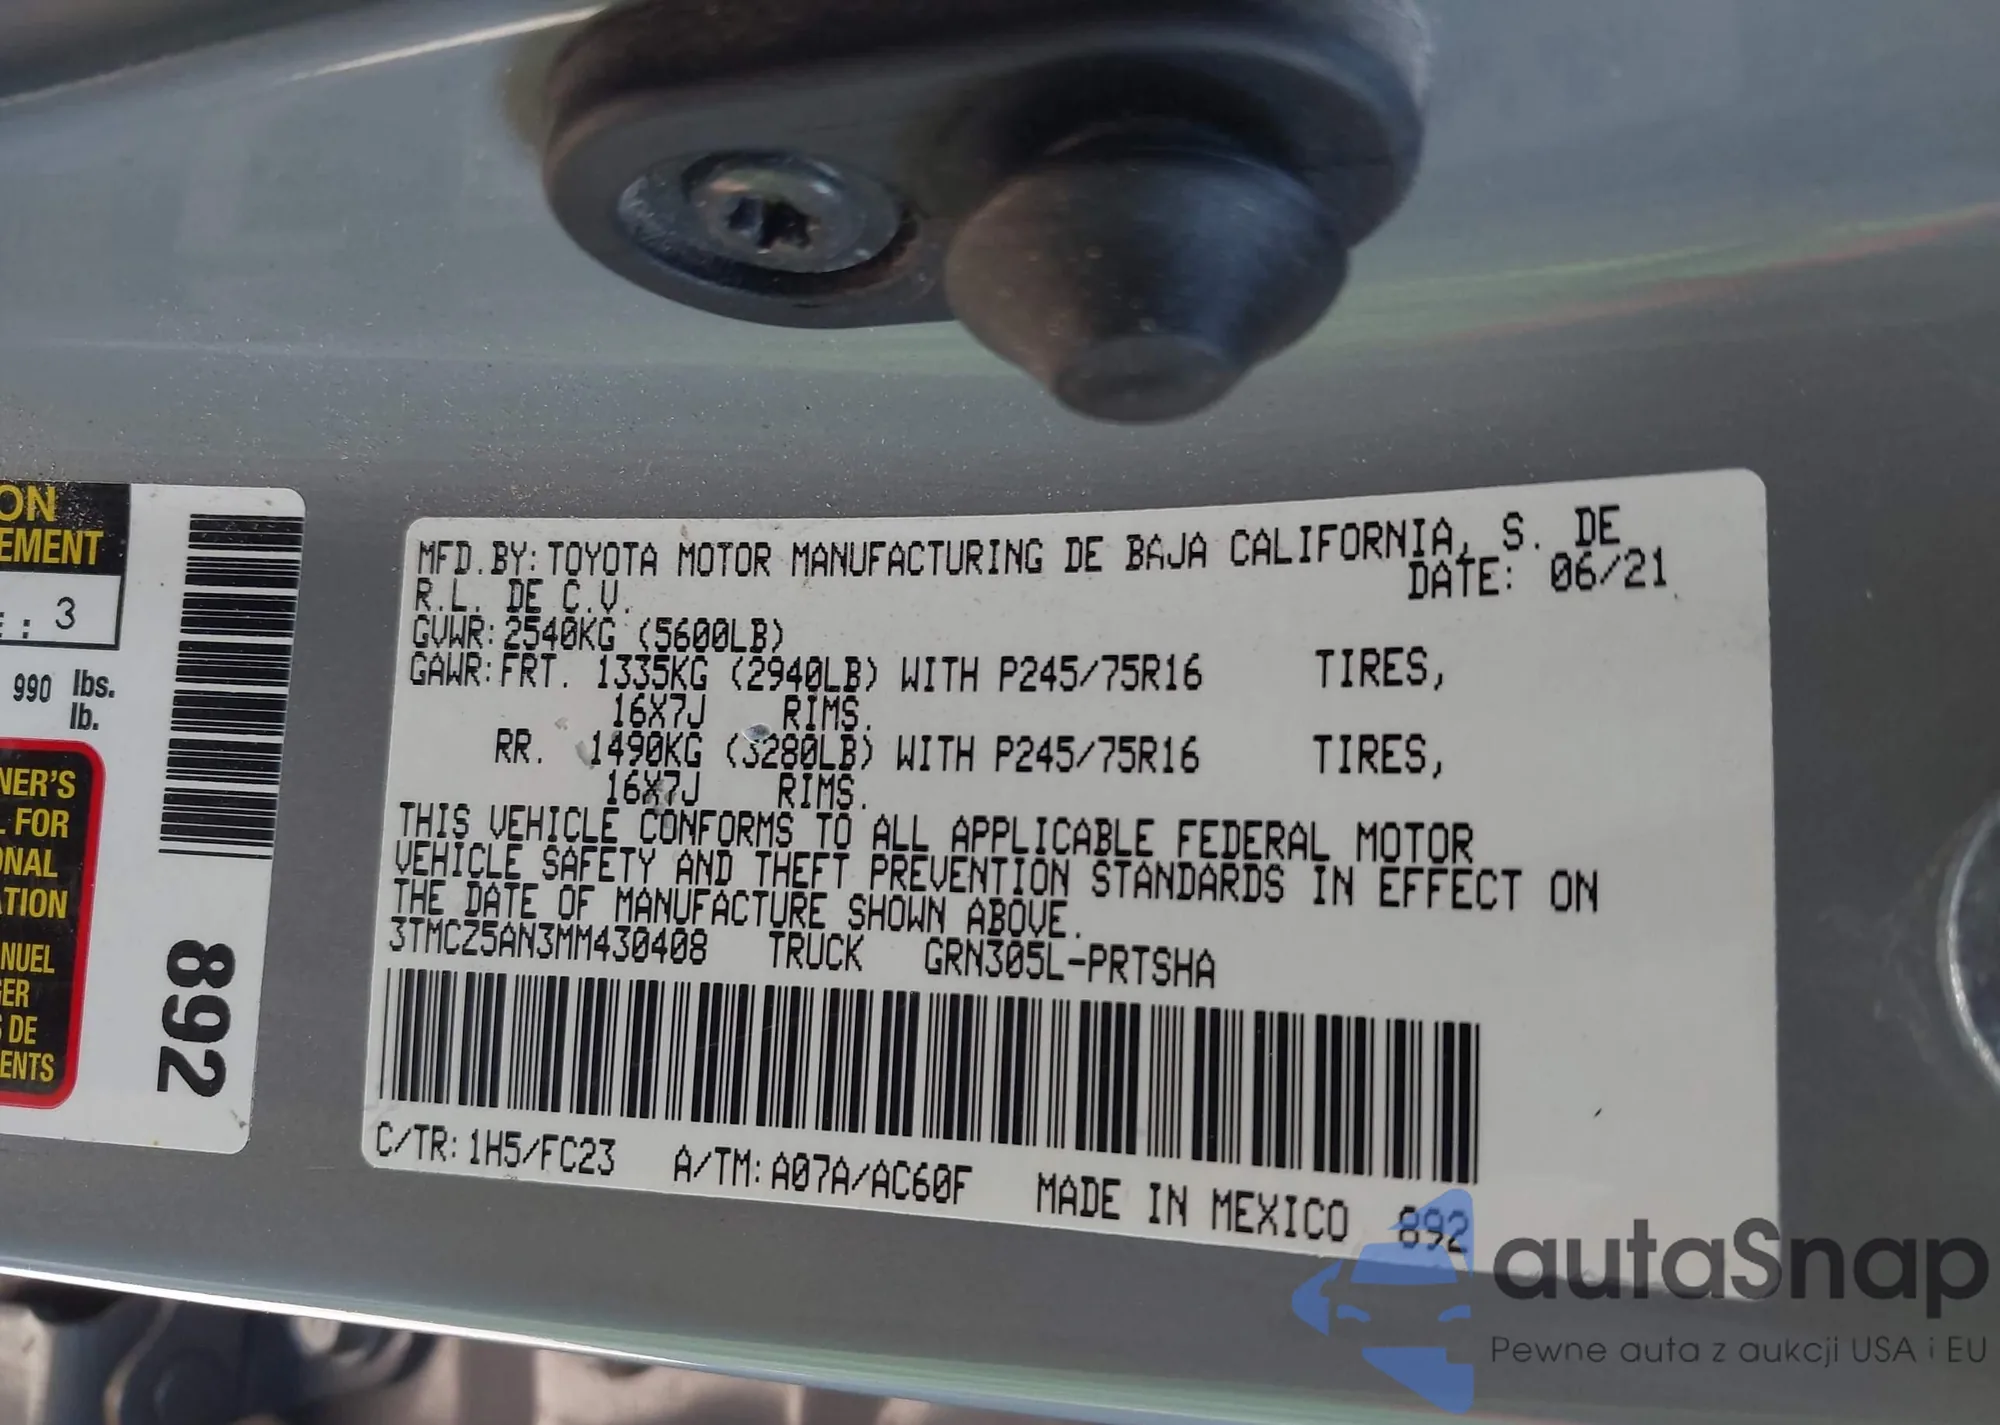 ON
EMENT
E: 3
990 lbs.
lb.
NER'S
L FOR
ONAL
ATION
NUEL
GER
S DE
ENTS
892
MFD.BY: TOYOTA MOTOR MANUFACTURING DE BAJA CALIFORNIA, S. DE
R.L. DE C.V. DATE: 06/21
GVWR: 2540KG (5600LB)
GAWR: FRT. 1335KG (2940LB) WITH P245/75R16 TIRES,
16X7J RIMS.
RR. 1490KG (3280LB) WITH P245/75R16 TIRES,
16X7J RIMS.
THIS VEHICLE CONFORMS TO ALL APPLICABLE FEDERAL MOTOR
VEHICLE SAFETY AND THEFT PREVENTION STANDARDS IN EFFECT ON
THE DATE OF MANUFACTURE SHOWN ABOVE.
3TMCZ5AN3MM430408 TRUCK GRN305L-PRTSHA
C/TR: 1H5/FC23 A/TM: A07A/AC60F MADE IN MEXICO 892
autaSnap
Pewne auta z aukcji USA i EU